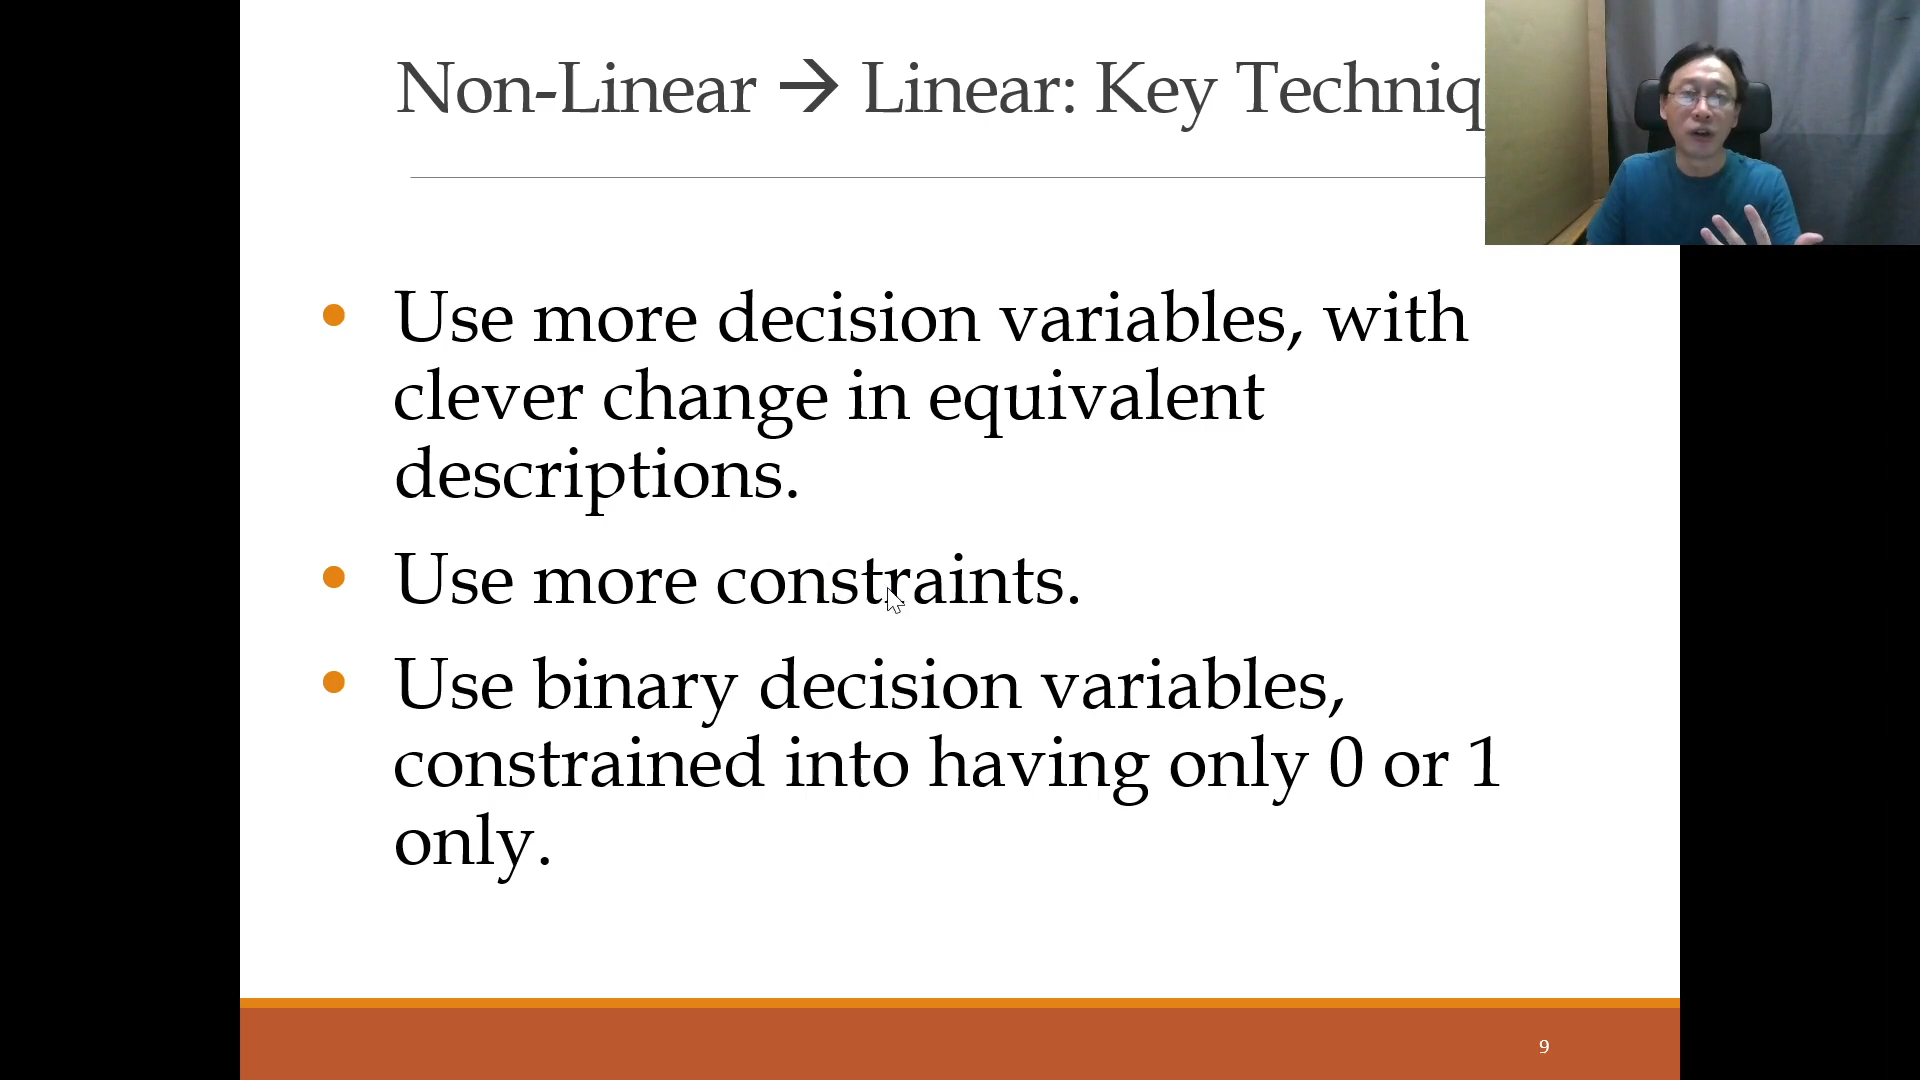 Non-Linear → Linear: Key Techniq
• Use more decision variables, with
clever change in equivalent
descriptions.
• Use more constraints.
• Use binary decision variables,
constrained into having only 0 or 1
only.
9